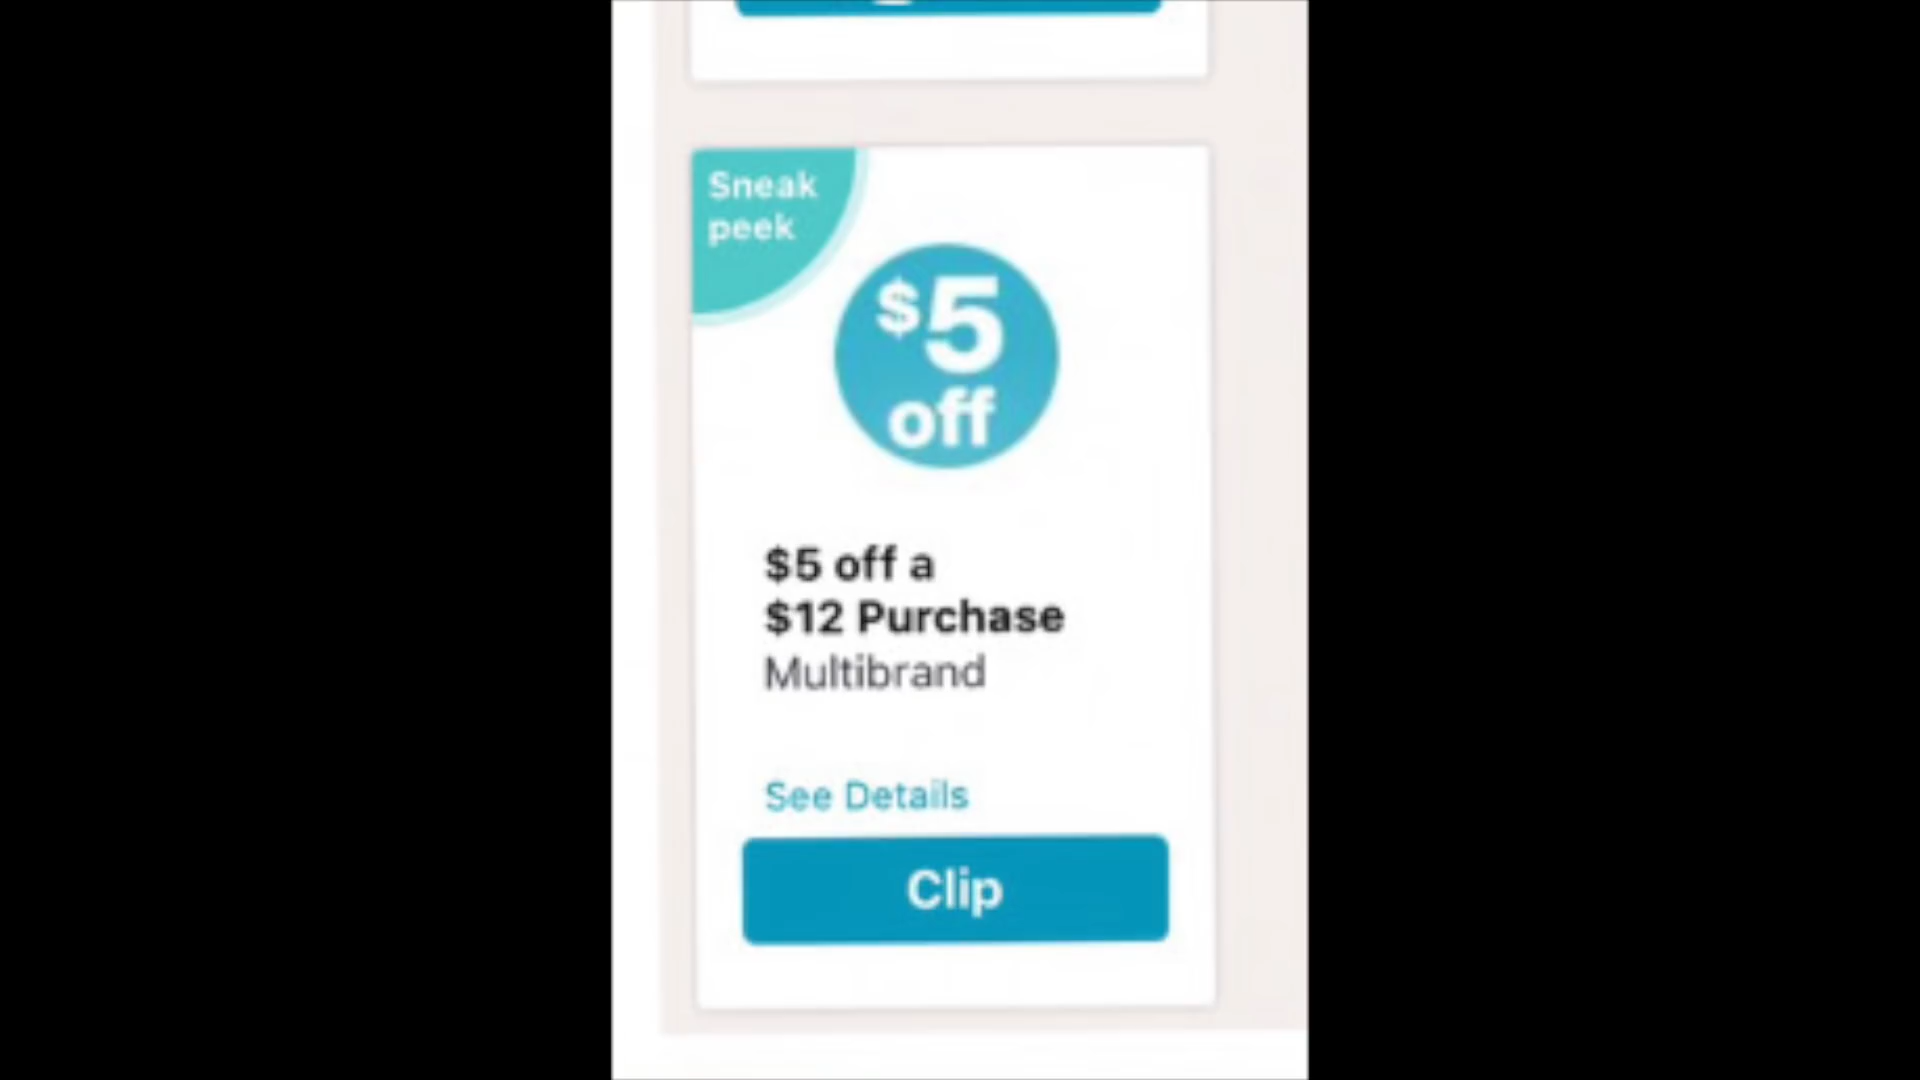 Sneak
peek
$5
off
$5 off a
$12 Purchase
Multibrand
See Details
Clip